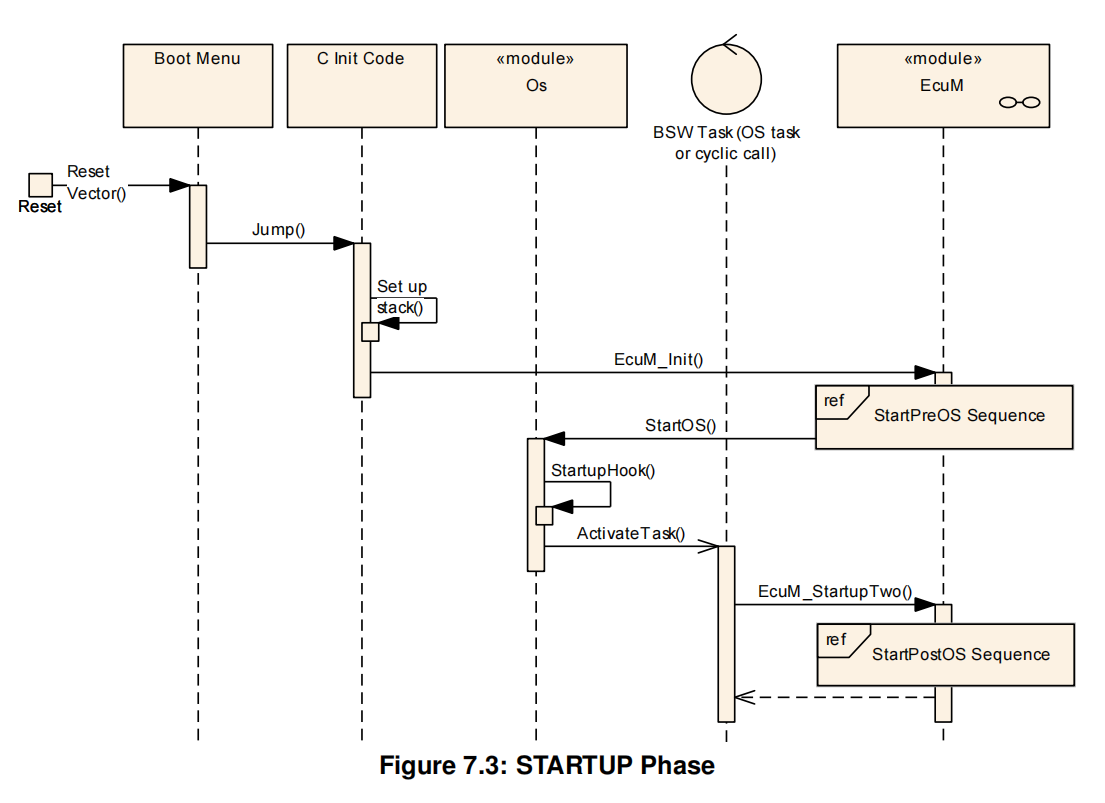 Boot Menu
C Init Code
«module»
Os
BSW Task (OS task
or cyclic call)
«module»
EcuM
Reset
Vector()
Reset
Jump()
Set up
stack()
EcuM_Init()
ref
StartPreOS Sequence
StartOS()
StartupHook()
ActivateTask()
EcuM_StartupTwo()
ref
StartPostOS Sequence
Figure 7.3: STARTUP Phase